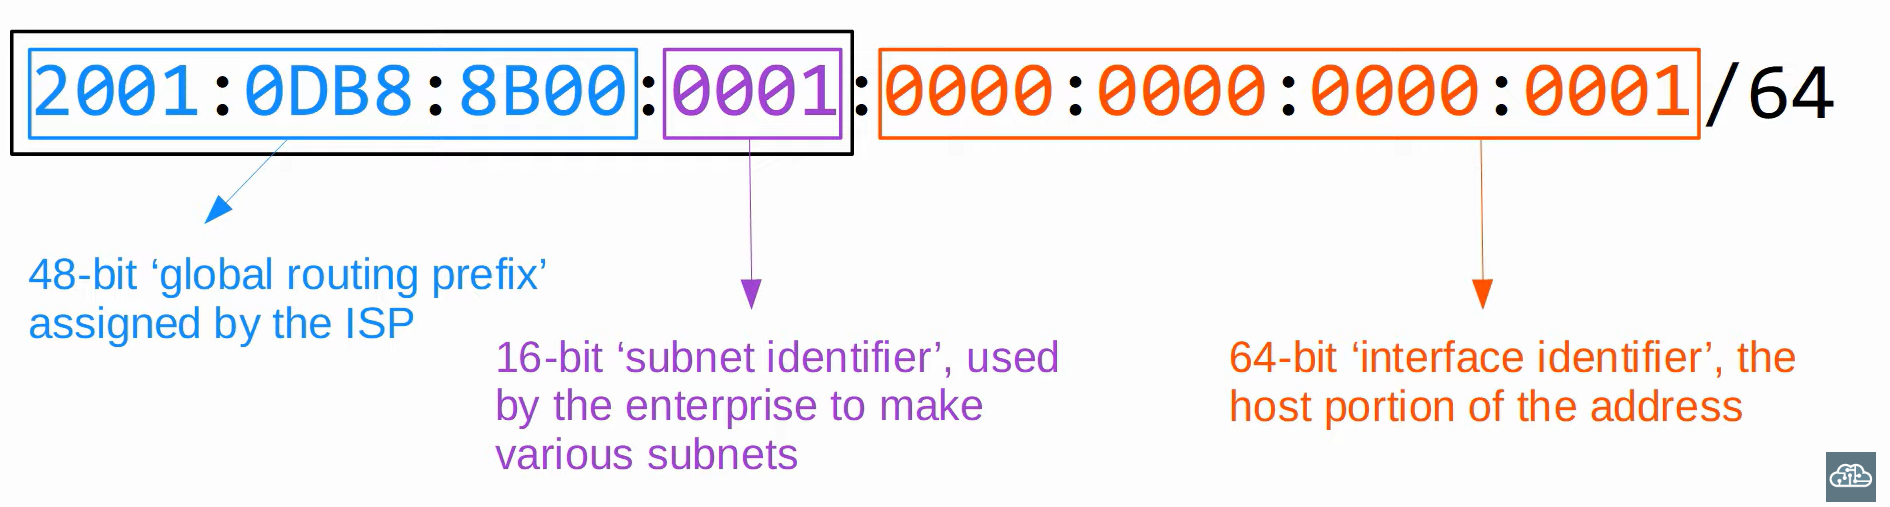 2001:0DB8:8B00:0001:0000:0000:0000:0001/64
48-bit ‘global routing prefix’
assigned by the ISP
16-bit ‘subnet identifier’, used
by the enterprise to make
various subnets
64-bit ‘interface identifier’, the
host portion of the address